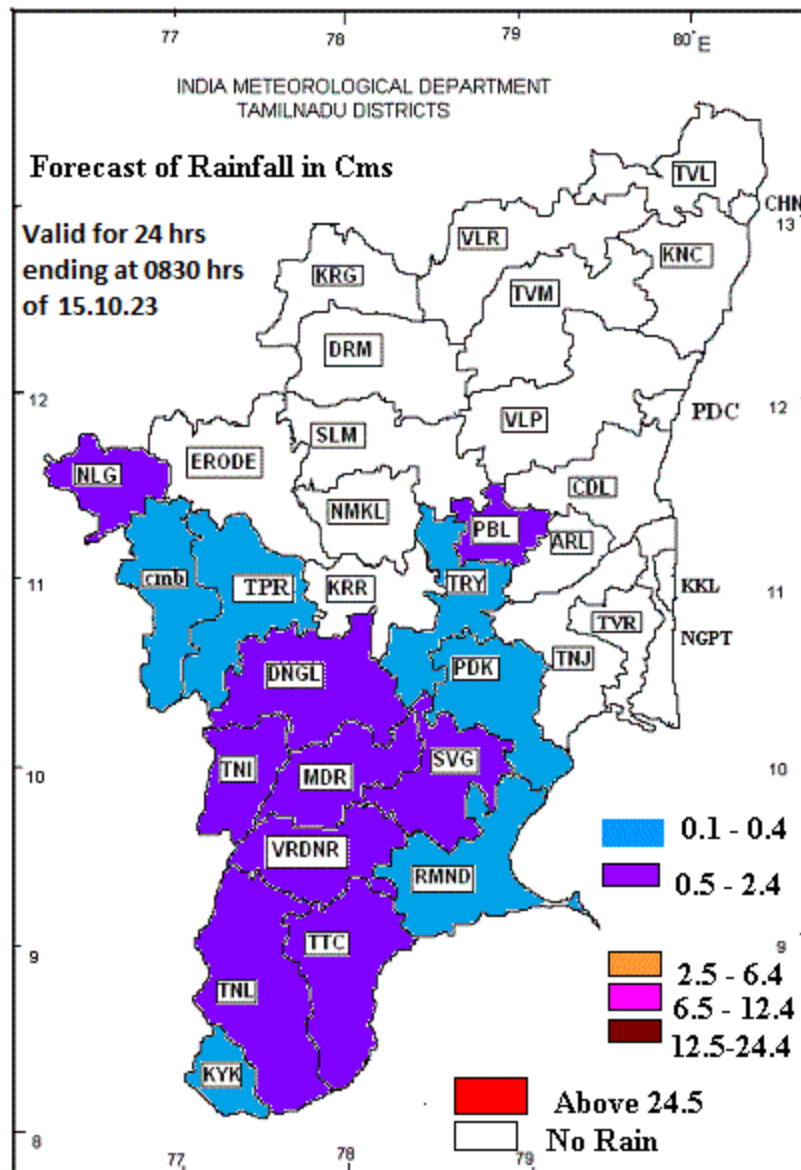 77 78 79 80°E
INDIA METEOROLOGICAL DEPARTMENT
TAMILNADU DISTRICTS
Forecast of Rainfall in Cms
TVL
CHN
13
Valid for 24 hrs
ending at 0830 hrs
of 15.10.23
VLR
KNC
KRG
TVM
DRM
12
12
PDC
VLP
SLM
ERODE
NLG
CDL
NMKL
PBL
ARL
11
cmb
TPR
KRR
TRY
KKL
11
TVR
NGPT
TNJ
DNGL
PDK
10
TNI
MDR
SVG
10
0.1 - 0.4
VRDNR
RMND
0.5 - 2.4
9
TTC
9
2.5 - 6.4
TNL
6.5 - 12.4
12.5-24.4
KYK
Above 24.5
8
No Rain
77 78 79